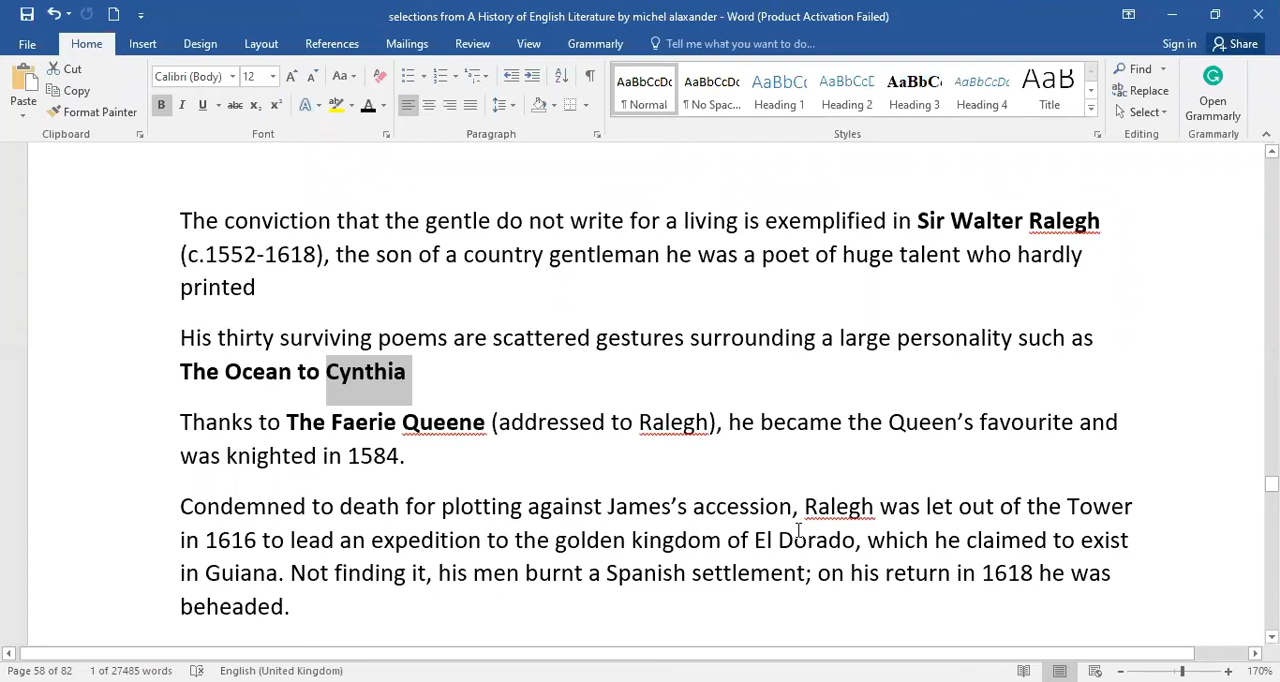 selections from A History of English Literature by michel alaxander - Word (Product Activation Failed)
File Home Insert Design Layout References Mailings Review View Grammarly Tell me what you want to do... Sign in Share
Paste Cut Copy Format Painter
Clipboard
Calibri (Body) 12 A A Aa
B I U abc x₂ x² A A
Font
Paragraph
AaBbCcDc AaBbCcDc AaBbCc AaBbCcDc AaBbC AaBbCcDc AaB
¶ Normal ¶ No Spac... Heading 1 Heading 2 Heading 3 Heading 4 Title
Styles
Find
Replace
Select
Editing
Open
Grammarly
Grammarly
The conviction that the gentle do not write for a living is exemplified in Sir Walter Ralegh
(c.1552-1618), the son of a country gentleman he was a poet of huge talent who hardly
printed
His thirty surviving poems are scattered gestures surrounding a large personality such as
The Ocean to Cynthia
Thanks to The Faerie Queene (addressed to Ralegh), he became the Queen’s favourite and
was knighted in 1584.
Condemned to death for plotting against James’s accession, Ralegh was let out of the Tower
in 1616 to lead an expedition to the golden kingdom of El Dorado, which he claimed to exist
in Guiana. Not finding it, his men burnt a Spanish settlement; on his return in 1618 he was
beheaded.
Page 58 of 82 1 of 27485 words English (United Kingdom) 170%